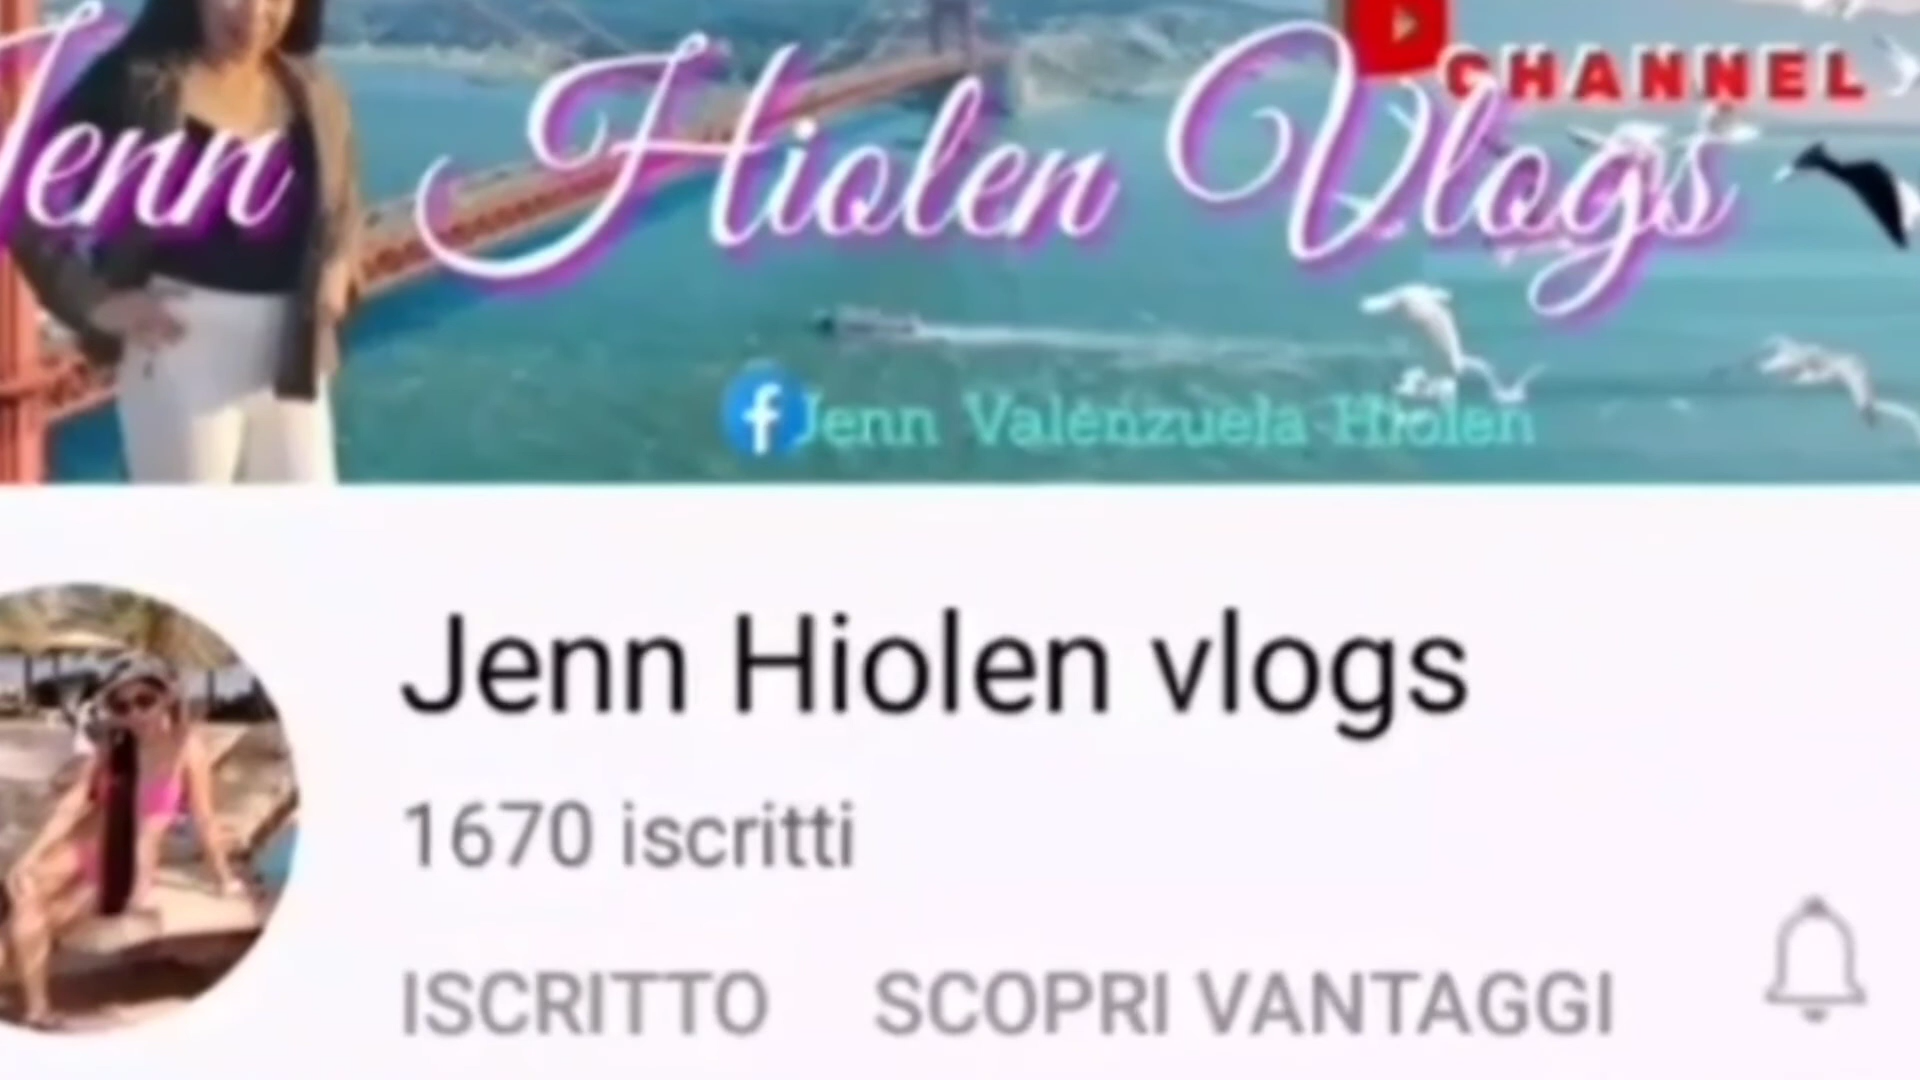 CHANNEL
Jenn Hiolen Vlogs
Jenn Valenzuela Hiolen
Jenn Hiolen vlogs
1670 iscritti
ISCRITTO SCOPRI VANTAGGI